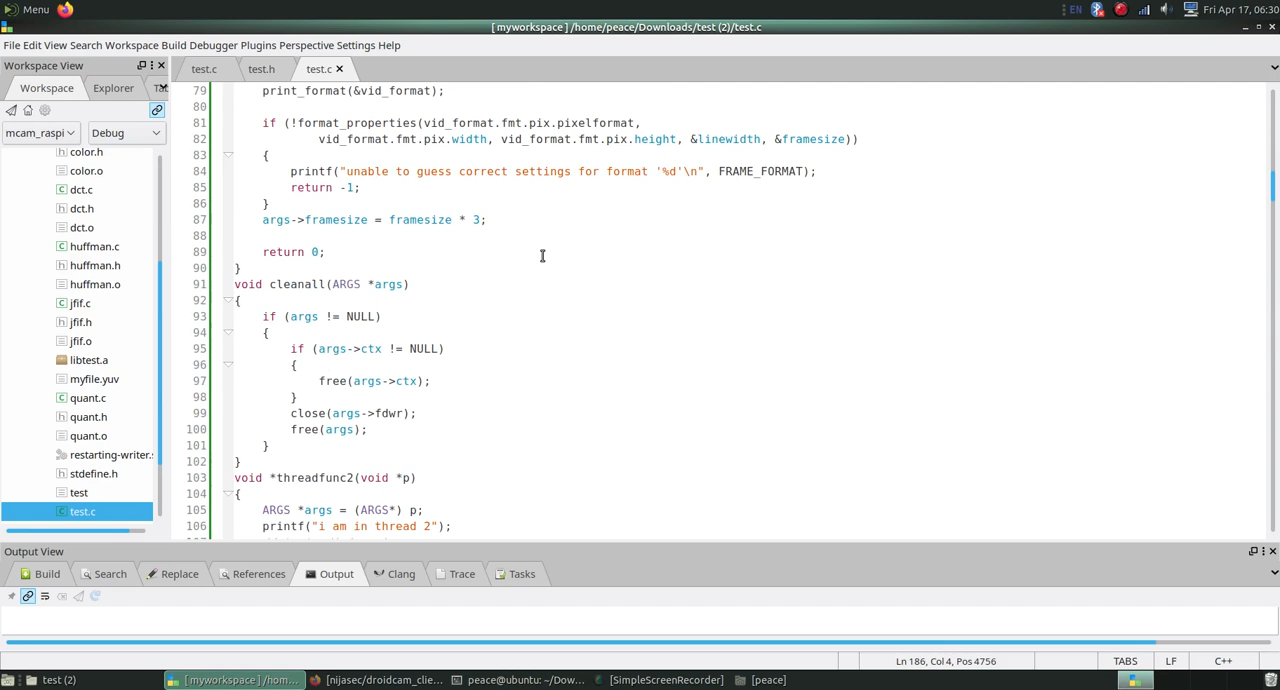 Menu
EN
Fri Apr 17, 06:30
[ myworkspace ] /home/peace/Downloads/test (2)/test.c
File Edit View Search Workspace Build Debugger Plugins Perspective Settings Help
Workspace View
Workspace
Explorer
mcam_raspi
Debug
color.h
color.o
dct.c
dct.h
dct.o
huffman.c
huffman.h
huffman.o
jfif.c
jfif.h
jfif.o
libtest.a
myfile.yuv
quant.c
quant.h
quant.o
restarting-writer.s
stdefine.h
test
test.c
test.c
test.h
test.c
79 print_format(&vid_format);
80
81 if (!format_properties(vid_format.fmt.pix.pixelformat,
82 vid_format.fmt.pix.width, vid_format.fmt.pix.height, &linewidth, &framesize))
83 {
84 printf("unable to guess correct settings for format '%d'\n", FRAME_FORMAT);
85 return -1;
86 }
87 args->framesize = framesize * 3;
88
89 return 0;
90 }
91 void cleanall(ARGS *args)
92 {
93 if (args != NULL)
94 {
95 if (args->ctx != NULL)
96 {
97 free(args->ctx);
98 }
99 close(args->fdwr);
100 free(args);
101 }
102 }
103 void *threadfunc2(void *p)
104 {
105 ARGS *args = (ARGS*) p;
106 printf("i am in thread 2");
Output View
Build
Search
Replace
References
Output
Clang
Trace
Tasks
Ln 186, Col 4, Pos 4756
TABS
LF
C++
test (2)
[ myworkspace ] /hom...
[nijasec/droidcam_clie...
peace@ubuntu: ~/Dow...
[SimpleScreenRecorder]
[peace]